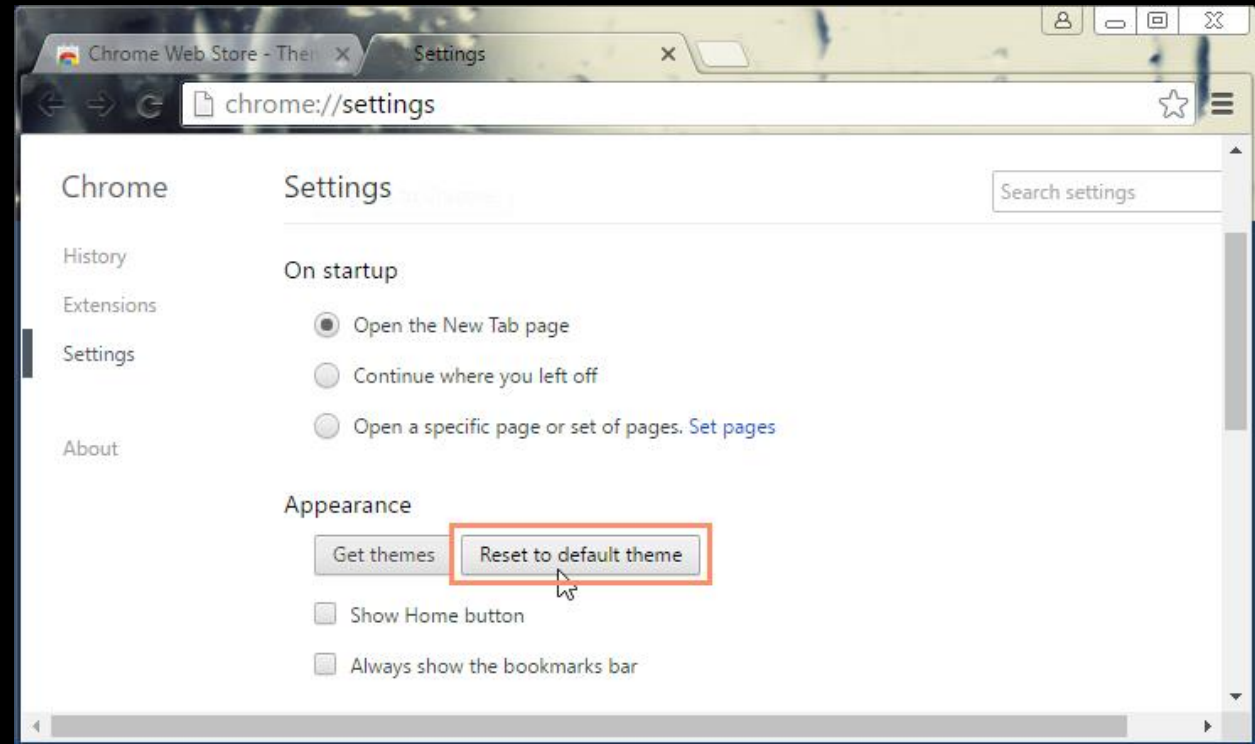 Chrome Web Store - Them
Settings
chrome://settings
Chrome
Settings
Search settings
History
Extensions
Settings
About
On startup
Open the New Tab page
Continue where you left off
Open a specific page or set of pages. Set pages
Appearance
Get themes
Reset to default theme
Show Home button
Always show the bookmarks bar